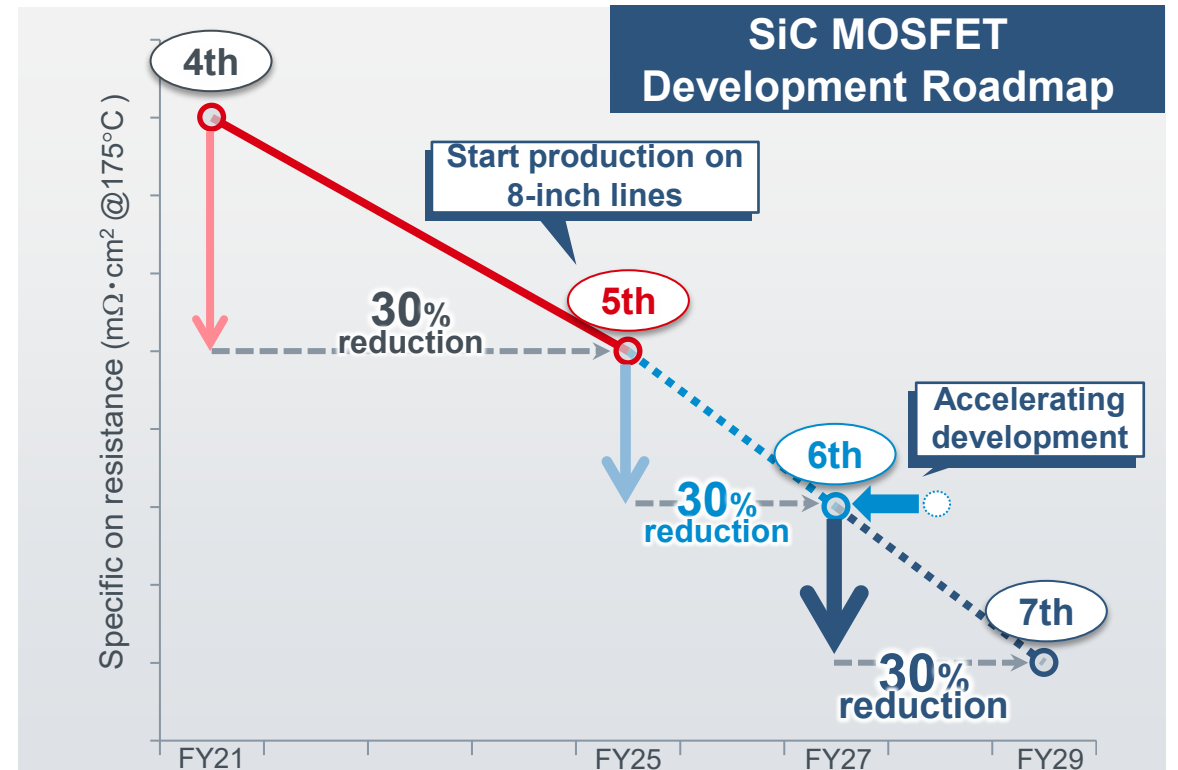 SiC MOSFET
Development Roadmap
4th
Start production on
8-inch lines
5th
30%
reduction
Accelerating
development
6th
30%
reduction
7th
30%
reduction
Specific on resistance (mΩ･cm² @175°C )
FY21
FY25
FY27
FY29